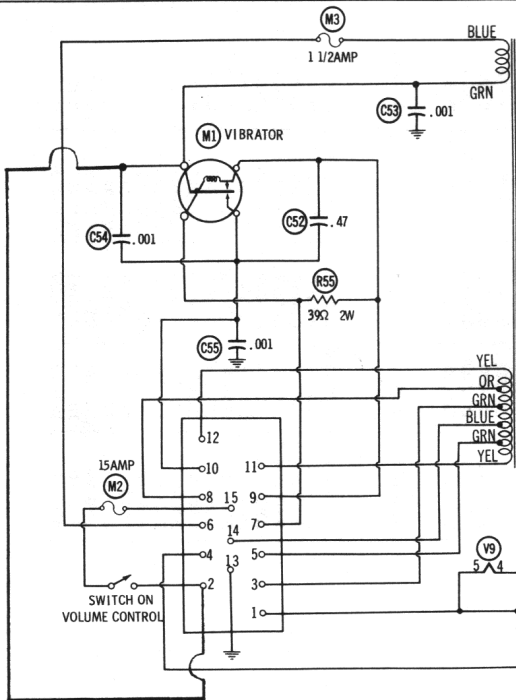 M3
BLUE
1 1/2AMP
GRN
C53 .001
M1 VIBRATOR
C54 .001
C52 .47
R55
39Ω 2W
C55 .001
YEL
OR
GRN
BLUE
GRN
YEL
12
10 11
15AMP
M2
8 15 9
6 14 7
4 13 5
V9
5 4
2 3
SWITCH ON
VOLUME CONTROL
1